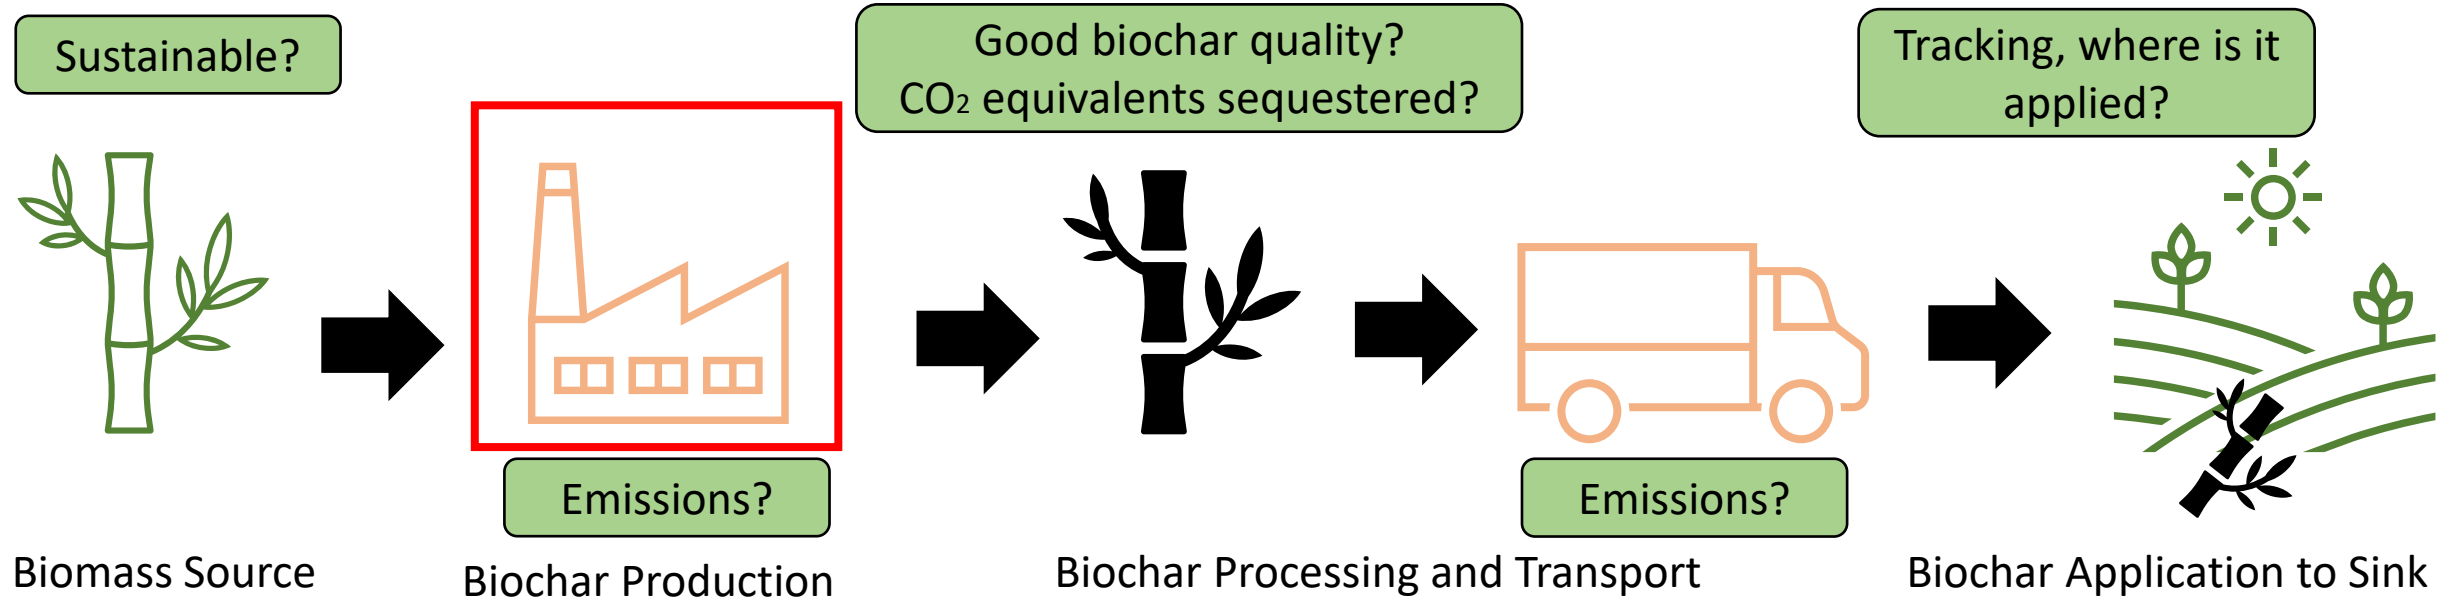 Sustainable?
Good biochar quality?
CO₂ equivalents sequestered?
Tracking, where is it
applied?
Emissions?
Emissions?
Biomass Source
Biochar Production
Biochar Processing and Transport
Biochar Application to Sink